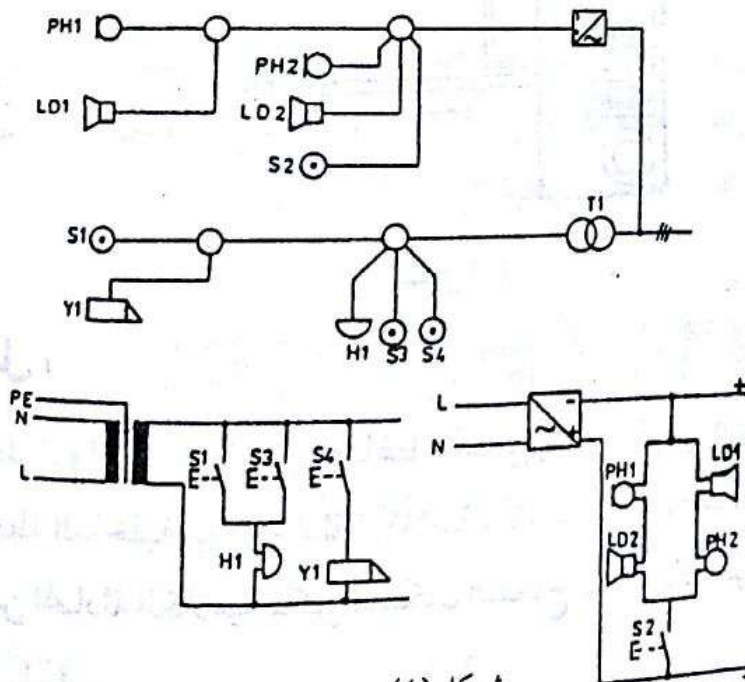 PH1
PH2
LD1
LD2
S2
T1
S1
Y1
H1 S3 S4
PE
N
L
S1 S3 S4
E E E
H1 Y1
L - +
N ~ +
PH1 LD1
LD2 PH2
S2
E